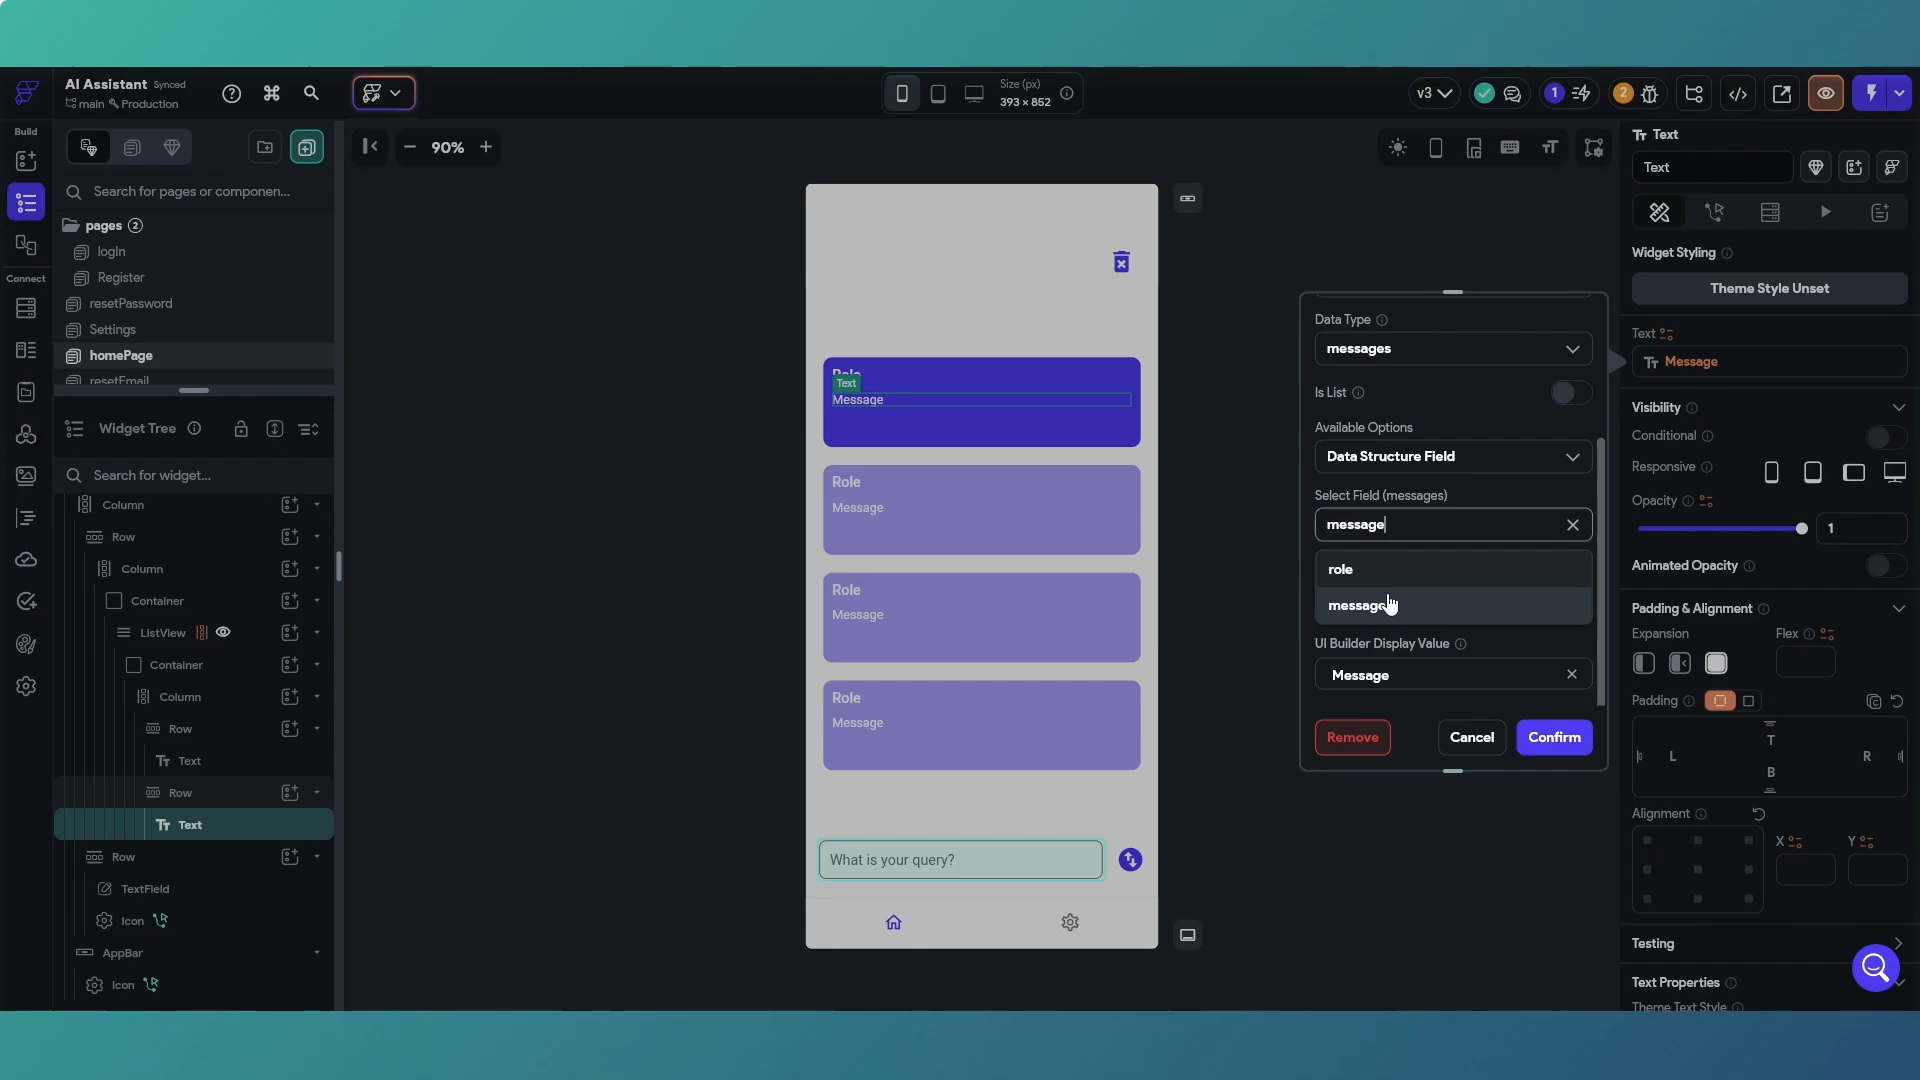 AI Assistant Synced
main Production
Size (px)
393 × 852
v3
1
2
Build
90%
Search for pages or componen...
pages 2
logIn
Register
resetPassword
Settings
homePage
resetEmail
Connect
Widget Tree
Search for widget...
Column
Row
Column
Container
ListView
Container
Column
Row
Text
Row
Text
Row
TextField
Icon
AppBar
Icon
Role
Text
Message
Role
Message
Role
Message
Role
Message
What is your query?
Data Type
messages
Is List
Available Options
Data Structure Field
Select Field (messages)
message
role
message
UI Builder Display Value
Message
Remove
Cancel
Confirm
Text
Text
Widget Styling
Theme Style Unset
Text
Message
Visibility
Conditional
Responsive
Opacity
1
Animated Opacity
Padding & Alignment
Expansion
Flex
Padding
T
L
R
B
Alignment
X
Y
Testing
Text Properties
Theme Text Style